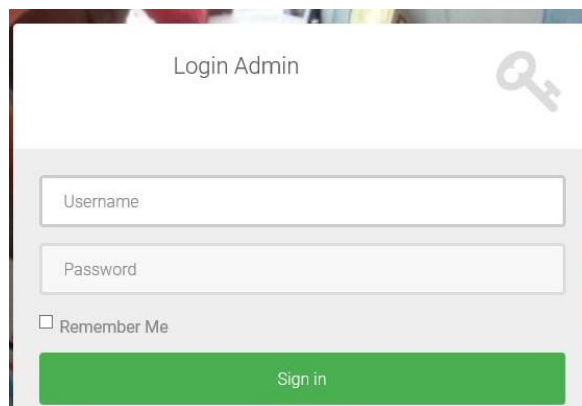 Login Admin
Username
Password
Remember Me
Sign in